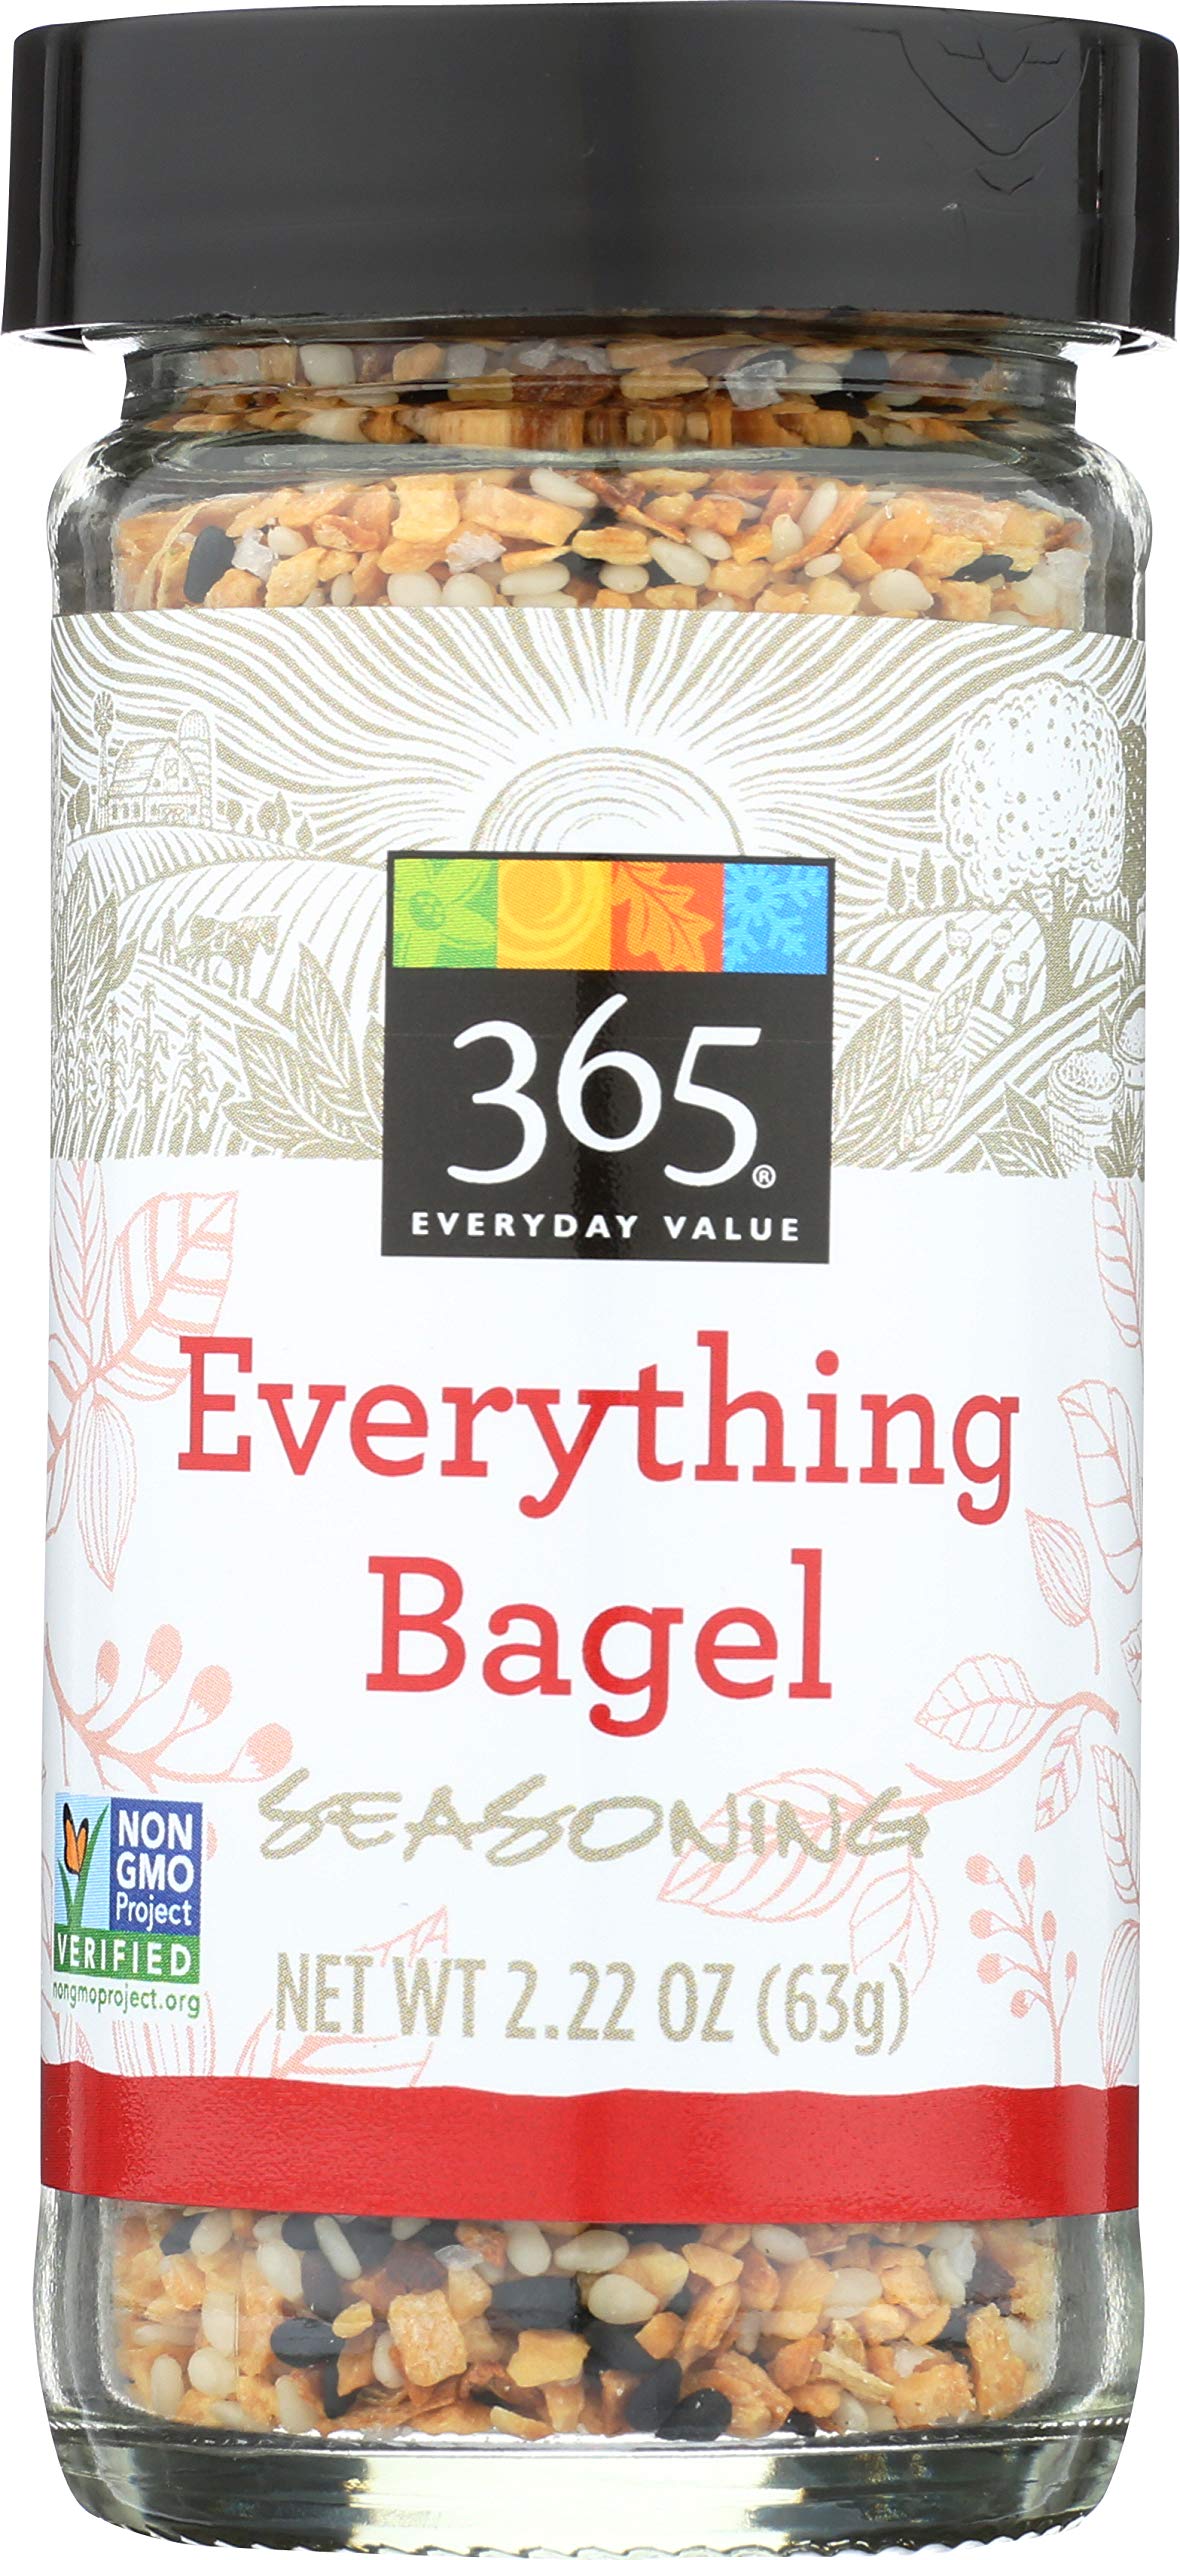 365®
EVERYDAY VALUE
Everything
Bagel
SEASONING
NON
GMO
Project
VERIFIED
nongmoproject.org
NET WT 2.22 OZ (63g)